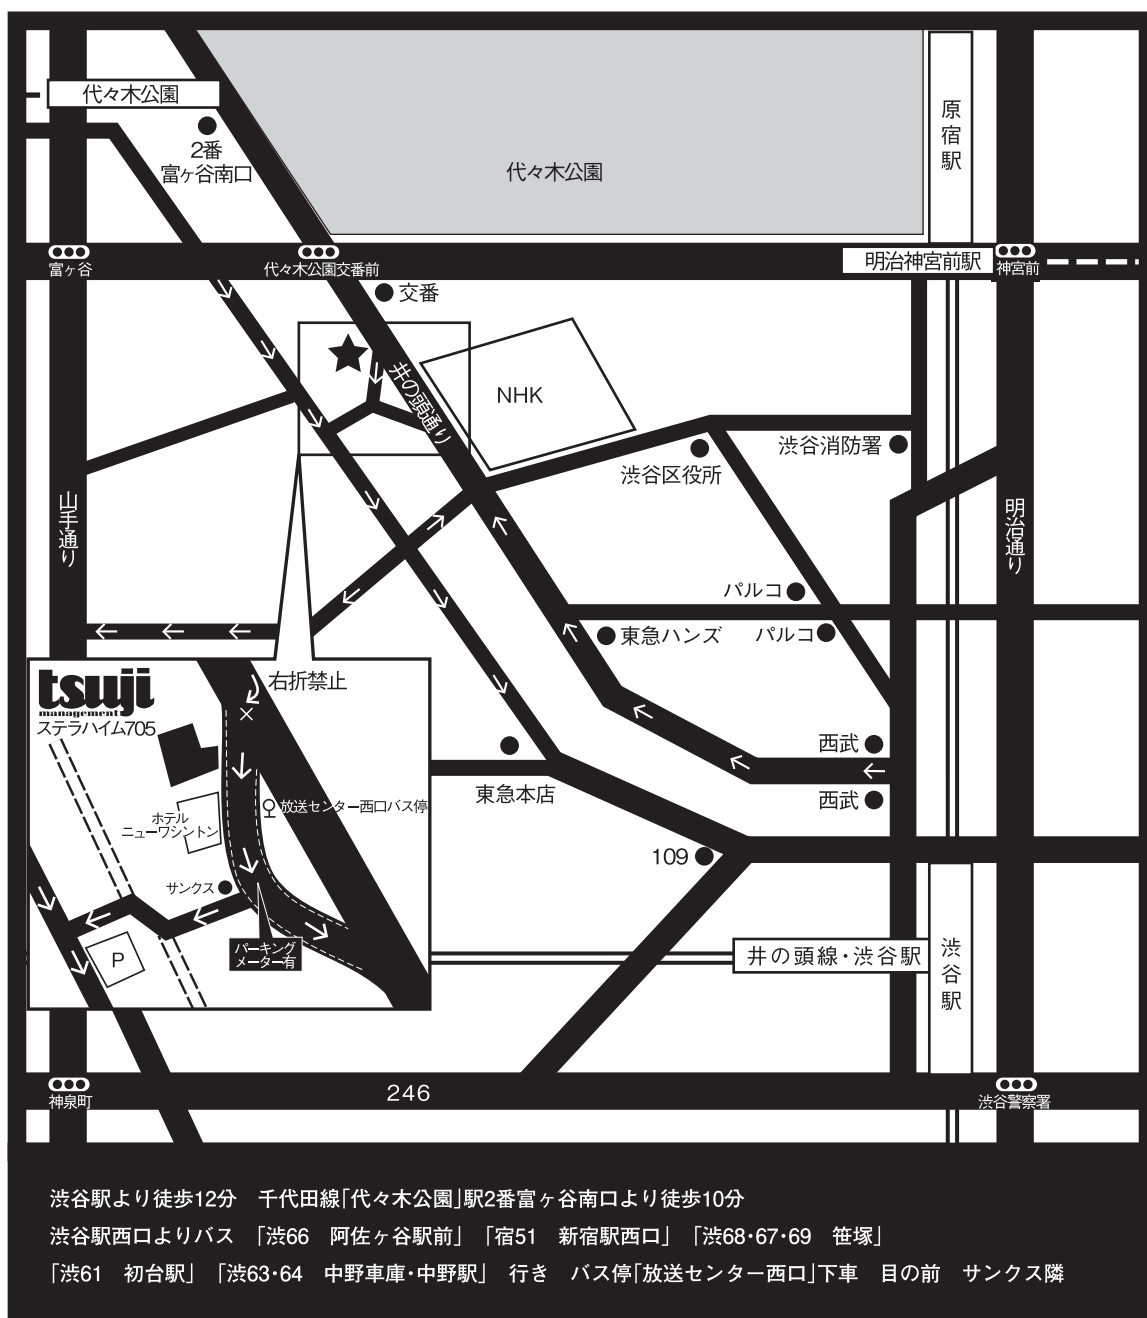 代々木公園
2番
富ヶ谷南口
代々木公園
原宿駅
富ヶ谷
代々木公園交番前
明治神宮前駅
神宮前
交番
井の頭通り
NHK
渋谷消防署
渋谷区役所
山手通り
明治通り
パルコ
東急ハンズ
パルコ
右折禁止
tsuji
management
ステラハイム705
西武
東急本店
西武
放送センター西口バス停
ホテル
ニューワシントン
109
サンクス
パーキング
メーター有
P
井の頭線・渋谷駅
渋谷駅
246
神泉町
渋谷警察署
渋谷駅より徒歩12分　千代田線「代々木公園」駅2番富ヶ谷南口より徒歩10分
渋谷駅西口よりバス　「渋66　阿佐ヶ谷駅前」「宿51　新宿駅西口」「渋68・67・69　笹塚」
「渋61　初台駅」「渋63・64　中野車庫・中野駅」　行き　バス停「放送センター西口」下車　目の前　サンクス隣